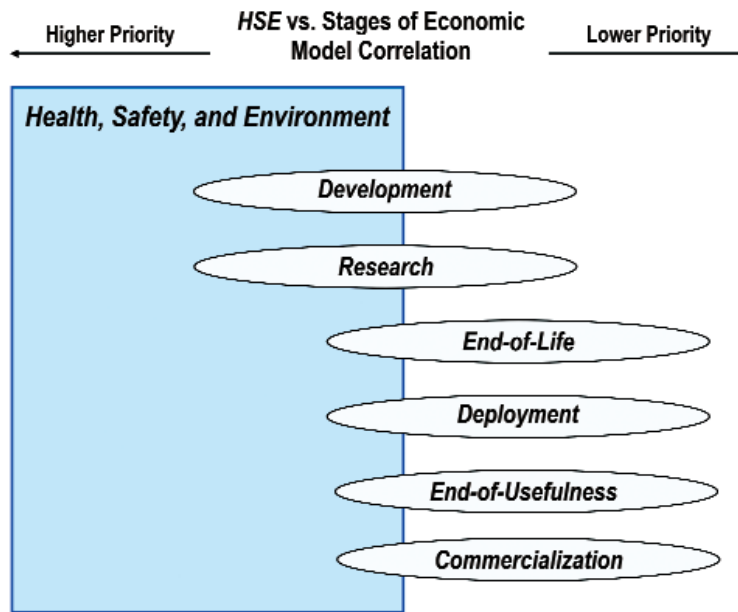 HSE vs. Stages of Economic
Higher Priority
Lower Priority
Model Correlation
Health, Safety, and Environment
Development
Research
End-of-Life
Deployment
End-of-Usefulness
Commercialization